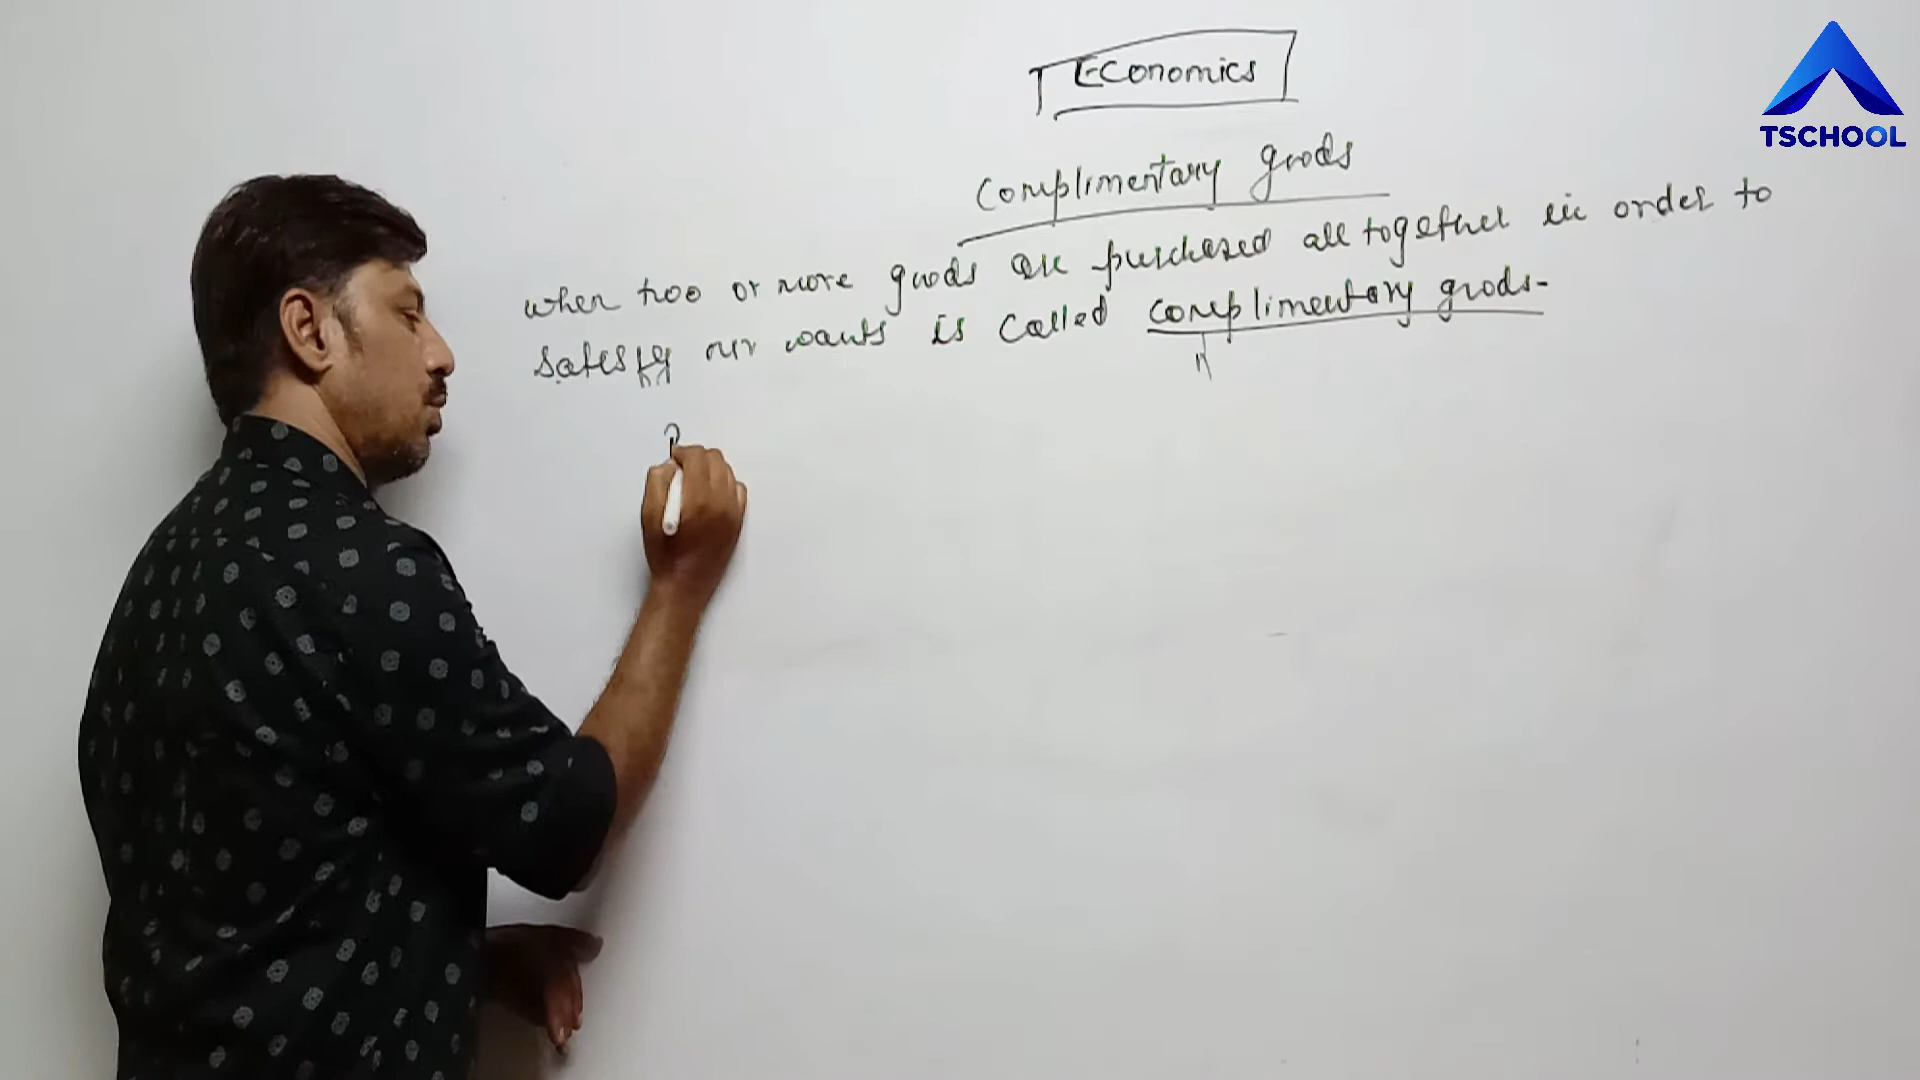 Economics
TSCHOOL
Complimentary goods
when two or more goods are purchased all together in order to
satisfy our wants is called complimentary goods-